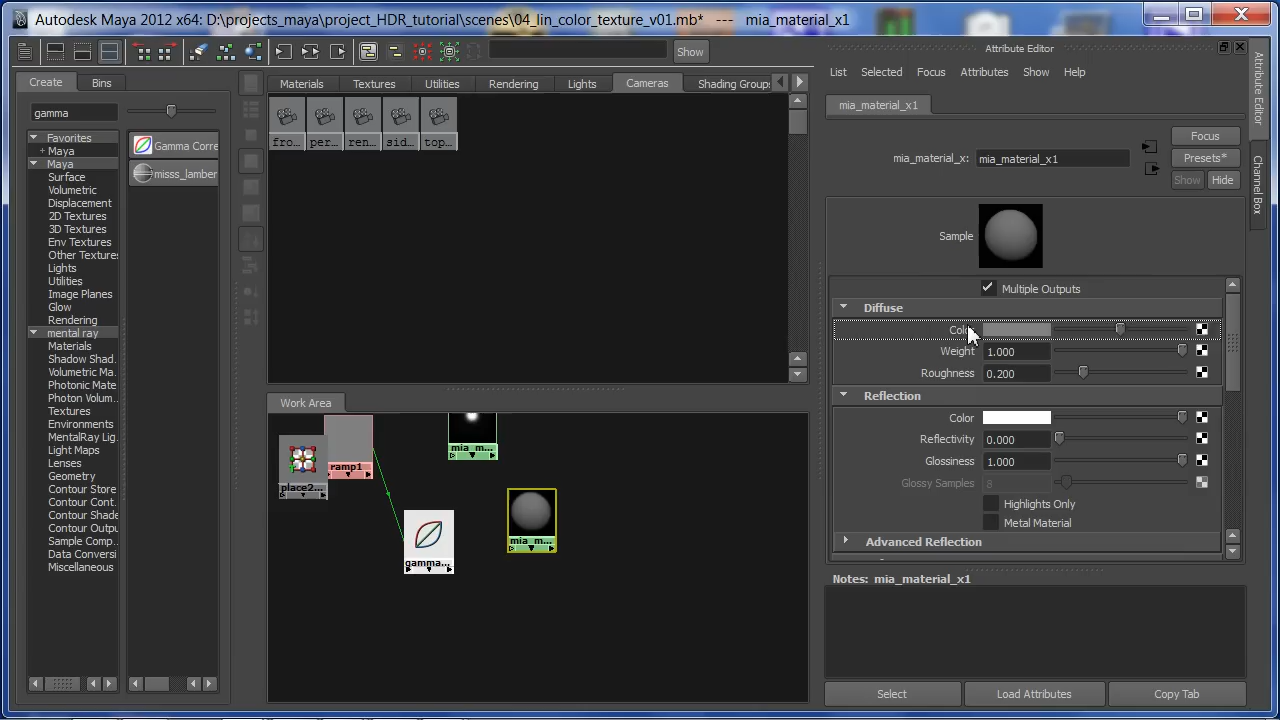 Autodesk Maya 2012 x64: D:\projects_maya\project_HDR_tutorial\scenes\04_lin_color_texture_v01.mb* --- mia_material_x1
Show
Create
Bins
gamma
Favorites
+ Maya
Maya
Surface
Volumetric
Displacement
2D Textures
3D Textures
Env Textures
Other Textures
Lights
Utilities
Image Planes
Glow
Rendering
mental ray
Materials
Shadow Shad...
Volumetric Ma...
Photonic Mate
Photon Volum...
Textures
Environments
MentalRay Lig...
Light Maps
Lenses
Geometry
Contour Store
Contour Cont...
Contour Shade
Contour Outpu
Sample Comp...
Data Conversi
Miscellaneous
Gamma Corre
misss_lamber
Materials
Textures
Utilities
Rendering
Lights
Cameras
Shading Groups
fro...
per...
ren...
sid...
top...
Work Area
ramp1
place2...
mia_m...
gamma...
mia_m...
Attribute Editor
List
Selected
Focus
Attributes
Show
Help
mia_material_x1
Focus
mia_material_x:
mia_material_x1
Presets*
Show
Hide
Sample
Multiple Outputs
Diffuse
Color
Weight
1.000
Roughness
0.200
Reflection
Color
Reflectivity
0.000
Glossiness
1.000
Glossy Samples
8
Highlights Only
Metal Material
Advanced Reflection
Notes: mia_material_x1
Select
Load Attributes
Copy Tab
Attribute Editor
Channel Box